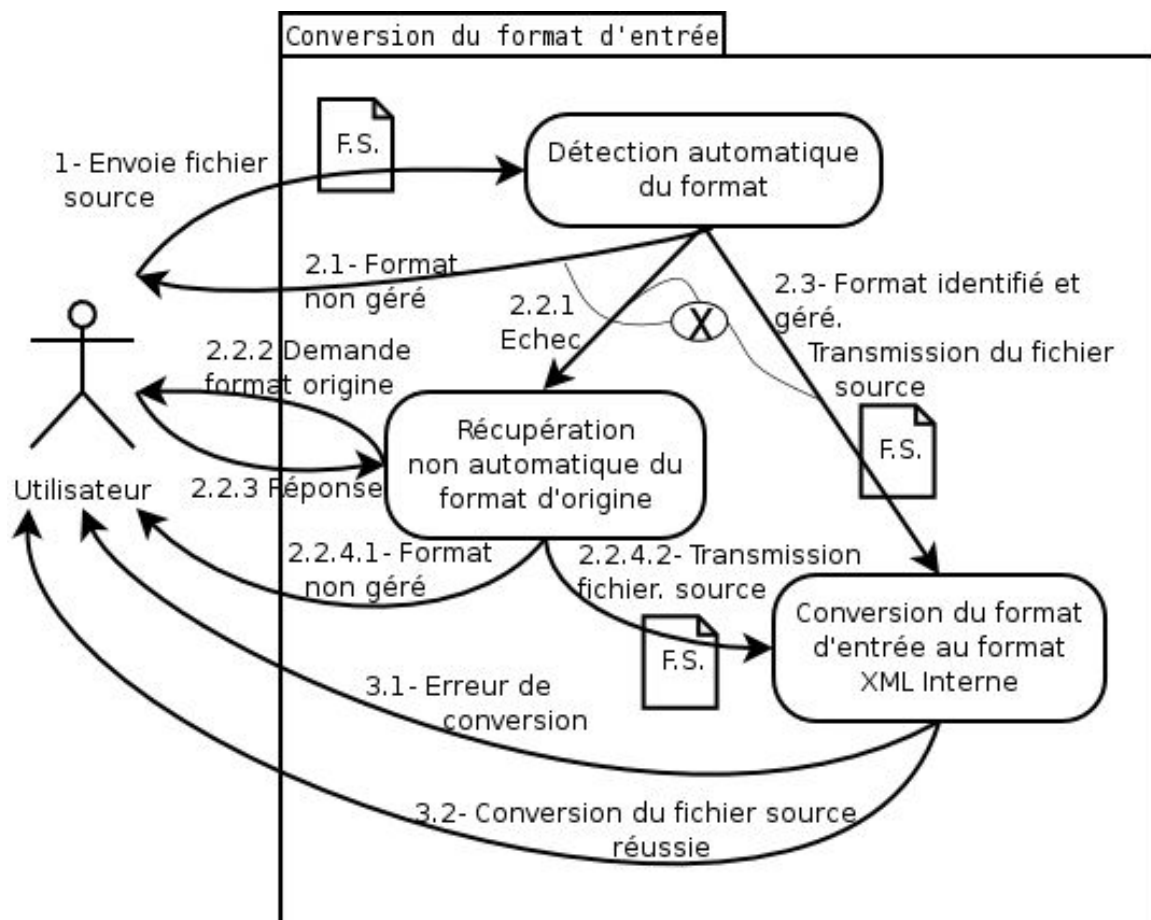 Conversion du format d'entrée
F.S.
1- Envoie fichier
source
Détection automatique
du format
2.1- Format
non géré
2.2.1
Echec
X
2.3- Format identifié et
géré.
Transmission du fichier
source
F.S.
2.2.2 Demande
format origine
Récupération
non automatique du
format d'origine
2.2.3 Réponse
Utilisateur
2.2.4.1- Format
non géré
2.2.4.2- Transmission
fichier. source
F.S.
Conversion du format
d'entrée au format
XML Interne
3.1- Erreur de
conversion
3.2- Conversion du fichier source
réussie